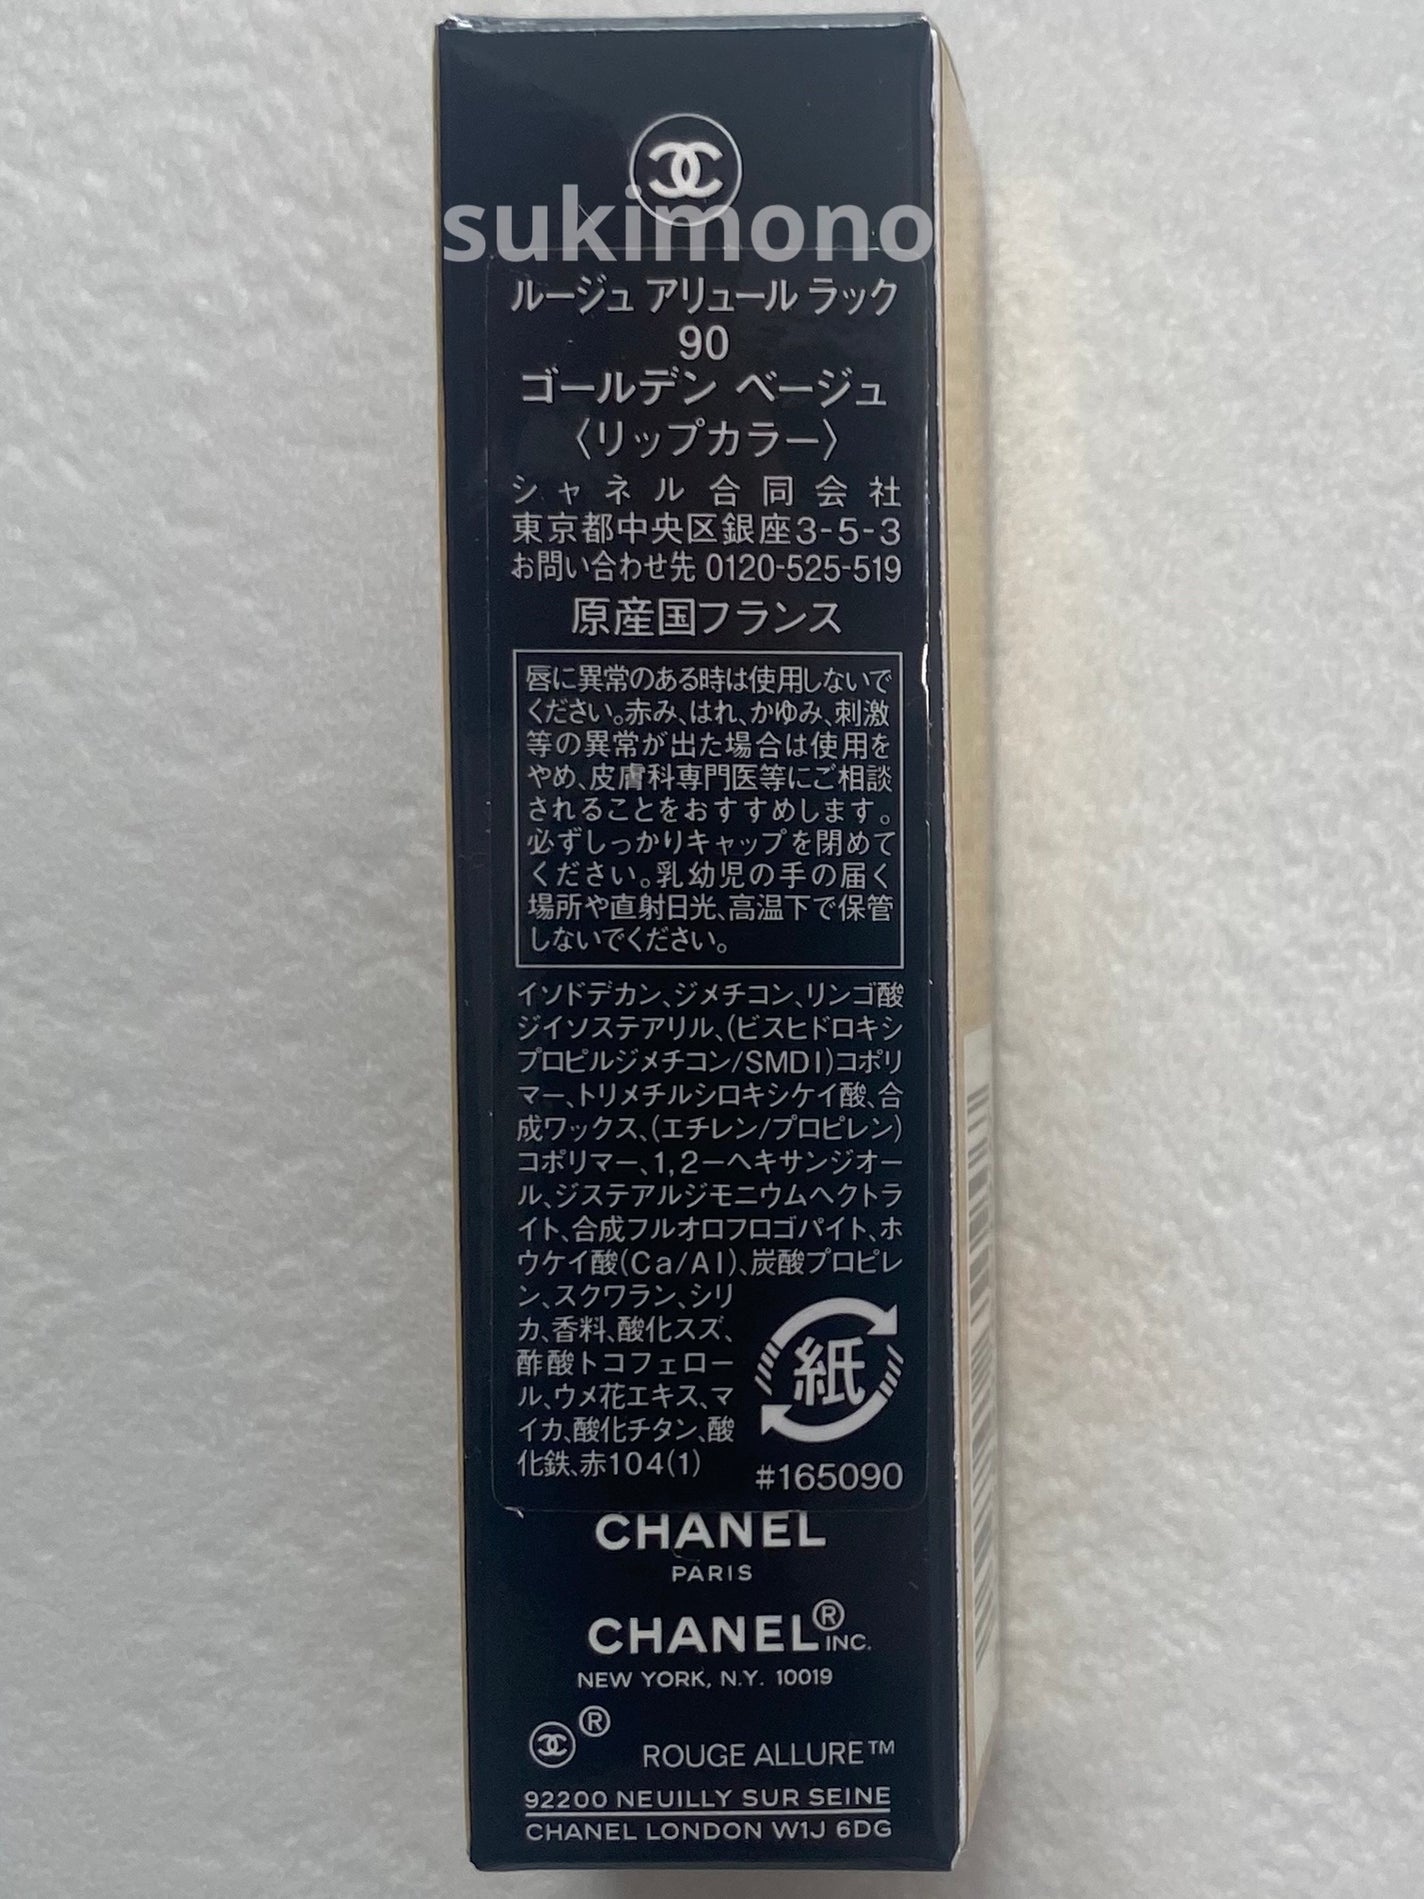 sukimono
ルージュ アリュール ラック
90
ゴールデン ベージュ
〈リップカラー〉
シャネル合同会社
東京都中央区銀座3-5-3
お問い合わせ先 0120-525-519
原産国フランス
唇に異常のある時は使用しないで
ください。赤み、はれ、かゆみ、刺激
等の異常が出た場合は使用を
やめ、皮膚科専門医等にご相談
されることをおすすめします。
必ずしっかりキャップを閉めて
ください。乳幼児の手の届く
場所や直射日光、高温下で保管
しないでください。
イソドデカン、ジメチコン、リンゴ酸
ジイソステアリル、(ビスヒドロキシ
プロピルジメチコン/SMDI)コポリ
マー、トリメチルシロキシケイ酸、合
成ワックス、(エチレン/プロピレン)
コポリマー、1,2ーヘキサンジオー
ル、ジステアルジモニウムヘクトラ
イト、合成フルオロフロゴパイト、ホ
ウケイ酸(Ca/Al)、炭酸プロピレ
ン、スクワラン、シリ
カ、香料、酸化スズ、
酢酸トコフェロー
ル、ウメ花エキス、マ
イカ、酸化チタン、酸
化鉄、赤104(1)
紙
#165090
CHANEL
PARIS
CHANEL® INC.
NEW YORK, N.Y. 10019
®
ROUGE ALLURE™
92200 NEUILLY SUR SEINE
CHANEL LONDON W1J 6DG